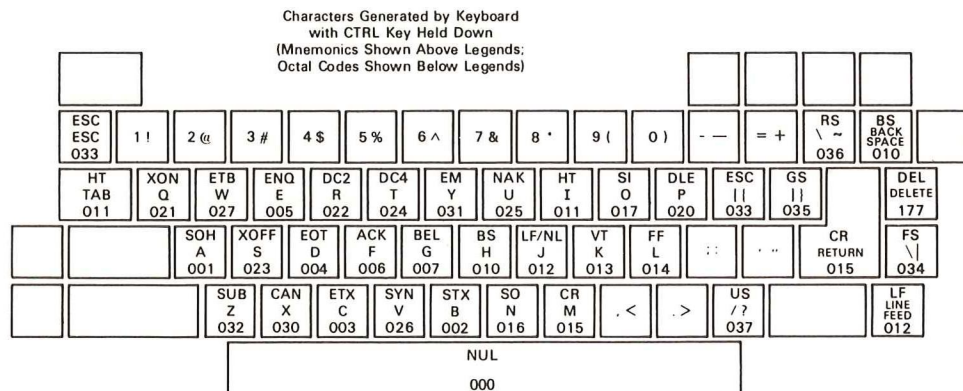 Characters Generated by Keyboard
with CTRL Key Held Down
(Mnemonics Shown Above Legends;
Octal Codes Shown Below Legends)
ESC RS BS
ESC 1 ! 2 @ 3 # 4 $ 5 % 6 ^ 7 & 8 * 9 ( 0 ) - — = + \ ~ BACK SPACE
033 036 010
HT XON ETB ENQ DC2 DC4 EM NAK HT SI DLE ESC GS DEL
TAB Q W E R T Y U I O P [{ ]} DELETE
011 021 027 005 022 024 031 025 011 017 020 033 035 177
SOH XOFF EOT ACK BEL BS LF/NL VT FF CR FS
A S D F G H J K L ; : ' " RETURN \|
001 023 004 006 007 010 012 013 014 015 034
SUB CAN ETX SYN STX SO CR US LF
Z X C V B N M , < . > / ? LINE FEED
032 030 003 026 002 016 015 037 012
NUL
000